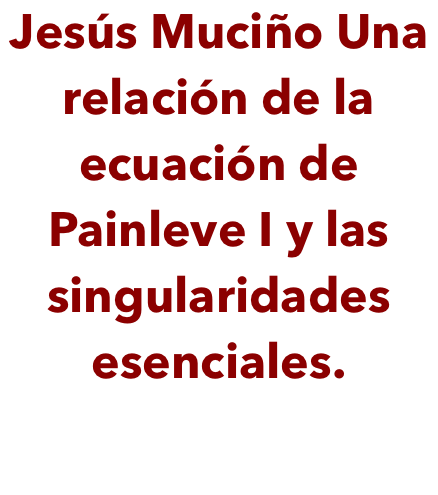 Jesús Muciño Una
relación de la
ecuación de
Painleve I y las
singularidades
esenciales.